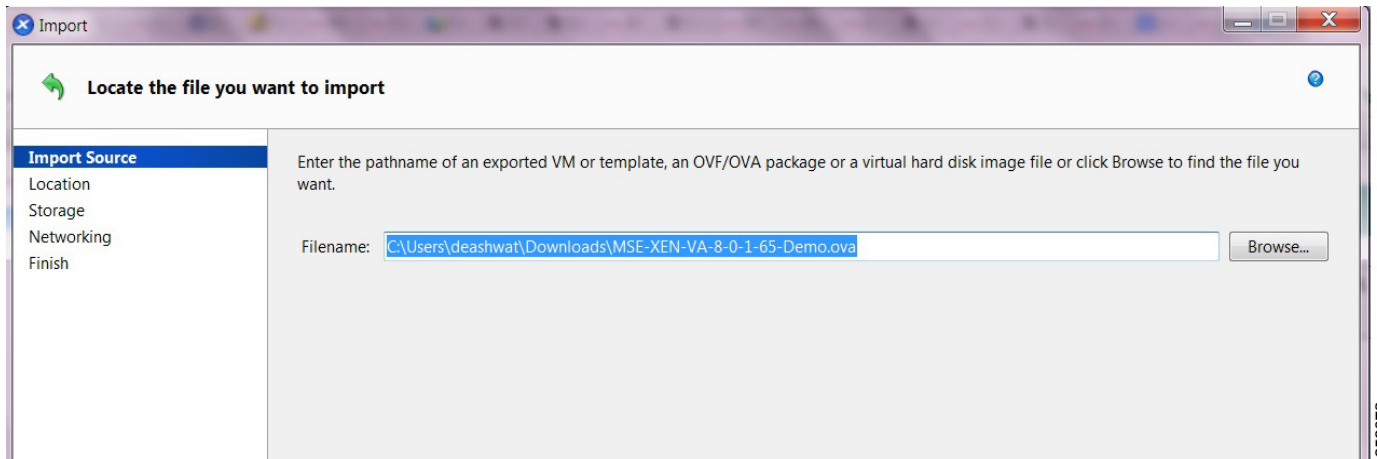 Import
Locate the file you want to import
Import Source
Location
Storage
Networking
Finish
Enter the pathname of an exported VM or template, an OVF/OVA package or a virtual hard disk image file or click Browse to find the file you
want.
Filename: C:\Users\deashwat\Downloads\MSE-XEN-VA-8-0-1-65-Demo.ova Browse...